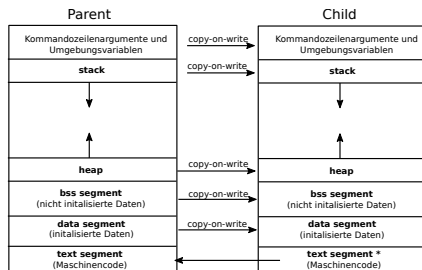 Parent
Child
Kommandozeilenargumente und
Umgebungsvariablen
copy-on-write
Kommandozeilenargumente und
Umgebungsvariablen
stack
copy-on-write
stack
heap
copy-on-write
heap
bss segment
(nicht initalisierte Daten)
copy-on-write
bss segment
(nicht initalisierte Daten)
data segment
(initalisierte Daten)
copy-on-write
data segment
(initalisierte Daten)
text segment
(Maschinencode)
text segment *
(Maschinencode)